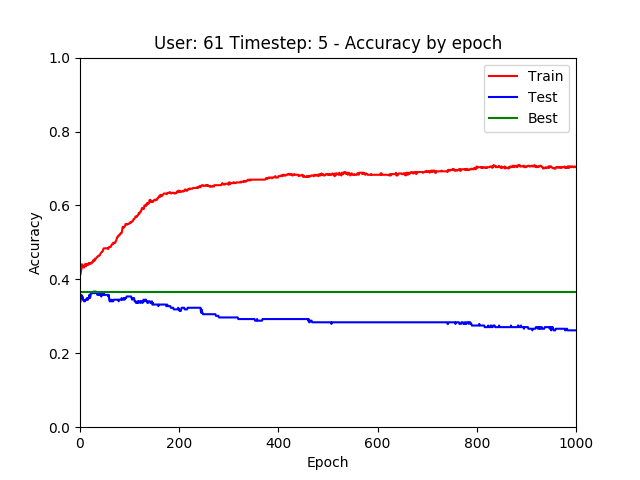 User: 61 Timestep: 5 - Accuracy by epoch
Train
Test
Best
Accuracy
1.0
0.8
0.6
0.4
0.2
0.0
0 200 400 600 800 1000
Epoch